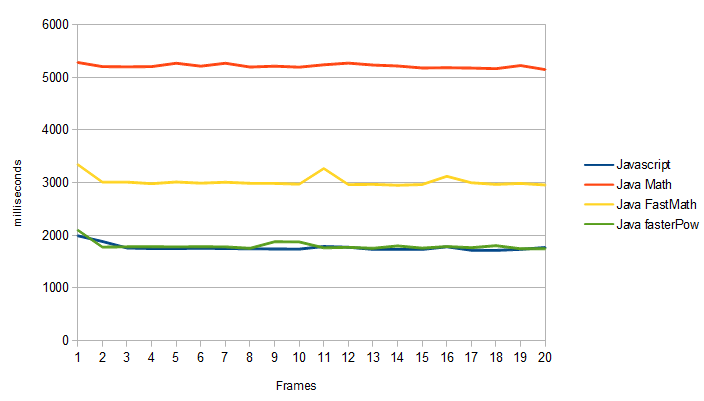 6000
5000
4000
3000
2000
1000
0
milliseconds
1 2 3 4 5 6 7 8 9 10 11 12 13 14 15 16 17 18 19 20
Frames
Javascript
Java Math
Java FastMath
Java fasterPow